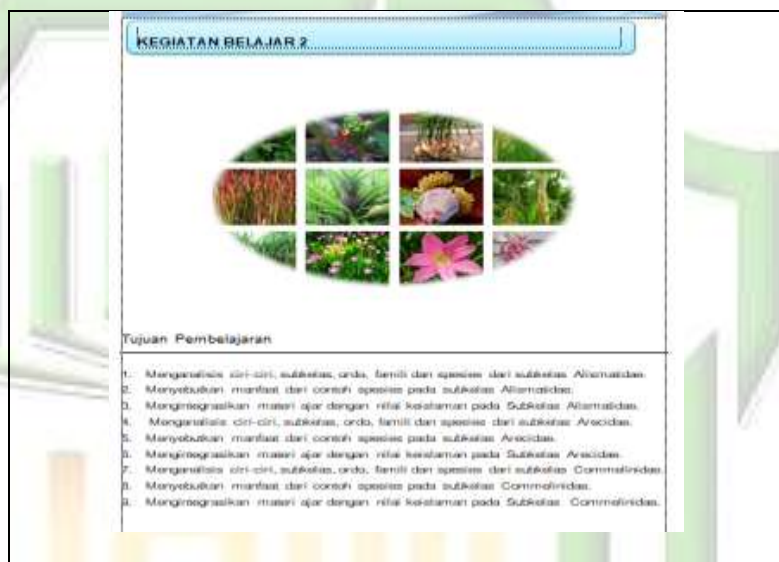 KEGIATAN BELAJAR 2
Tujuan Pembelajaran
1. Menganalisis ciri-ciri, subkelas, ordo, famili dan spesies dari subkelas Alismatidae.
2. Menyebutkan manfaat dari contoh spesies pada subkelas Alismatidae.
3. Mengintegrasikan materi ajar dengan nilai keislaman pada Subkelas Alismatidae.
4. Menganalisis ciri-ciri, subkelas, ordo, famili dan spesies dari subkelas Arecidae.
5. Menyebutkan manfaat dari contoh spesies pada subkelas Arecidae.
6. Mengintegrasikan materi ajar dengan nilai keislaman pada Subkelas Arecidae.
7. Menganalisis ciri-ciri, subkelas, ordo, famili dan spesies dari subkelas Commelinidae.
8. Menyebutkan manfaat dari contoh spesies pada subkelas Commelinidae.
9. Mengintegrasikan materi ajar dengan nilai keislaman pada Subkelas Commelinidae.